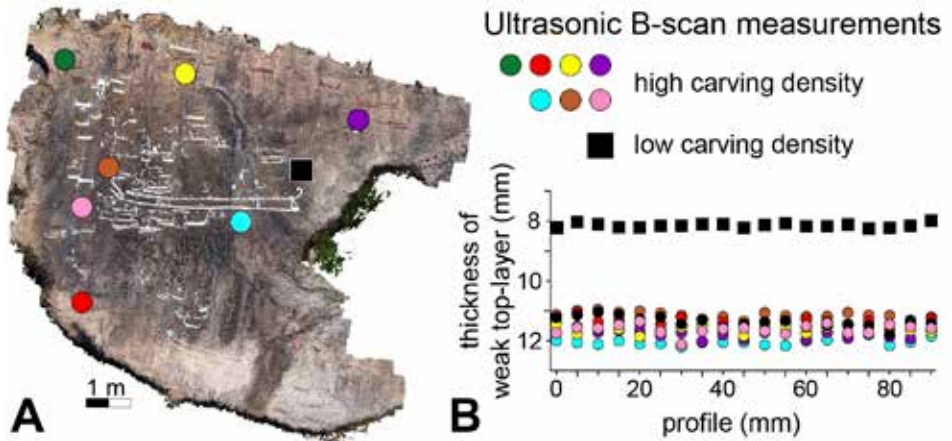 A
1 m
Ultrasonic B-scan measurements
high carving density
low carving density
thickness of
weak top-layer (mm)
8
10
12
0 20 40 60 80
profile (mm)
B